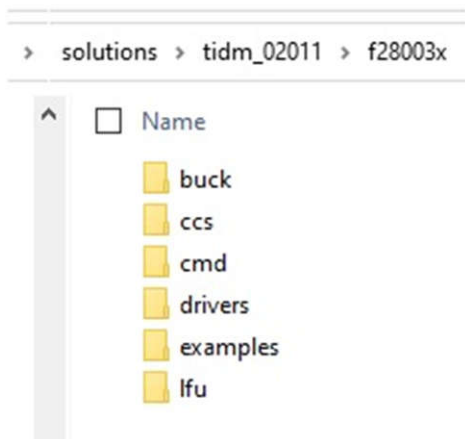 > solutions > tidm_02011 > f28003x
Name
buck
ccs
cmd
drivers
examples
lfu